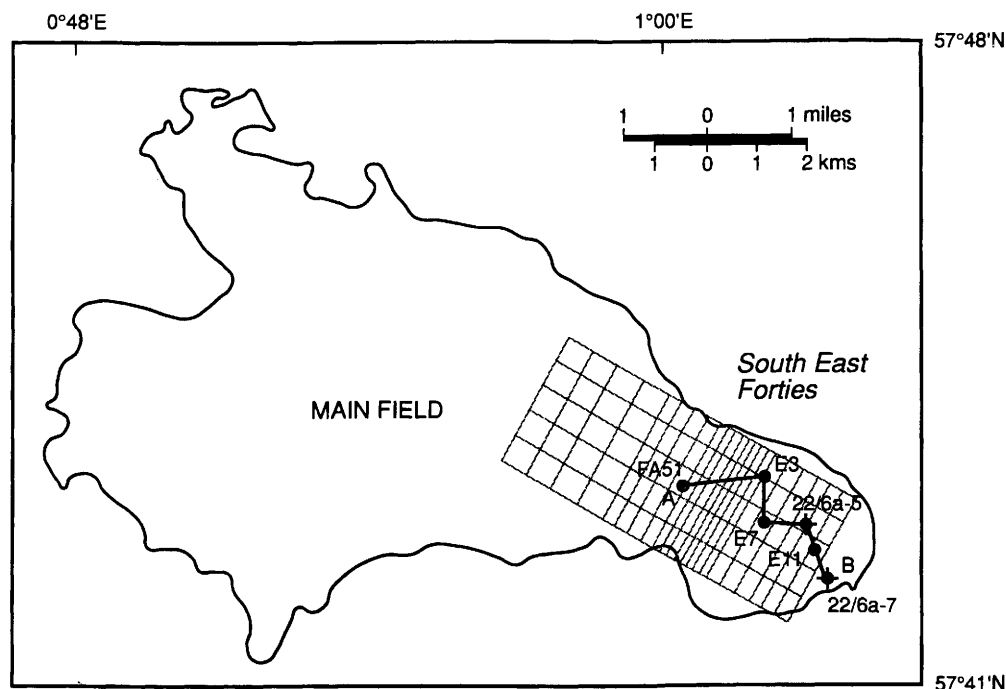 0°48'E 1°00'E
57°48'N
1 0 1 miles
1 0 1 2 kms
South East
Forties
MAIN FIELD
FA51
A
E3
22/6a-5
E7
E11
B
22/6a-7
57°41'N